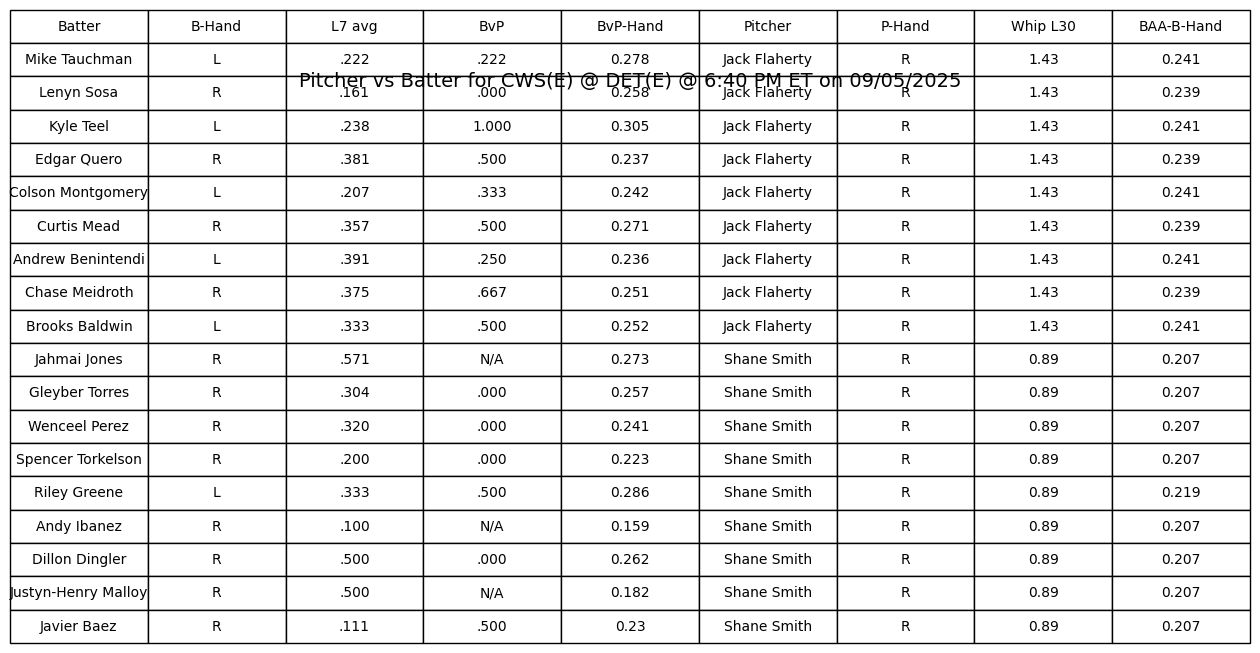 Batter B-Hand L7 avg BvP BvP-Hand Pitcher P-Hand Whip L30 BAA-B-Hand
Mike Tauchman L .222 .222 0.278 Jack Flaherty R 1.43 0.241
Pitcher vs Batter for CWS(E) @ DET(E) @ 6:40 PM ET on 09/05/2025
Lenyn Sosa R .161 .000 0.258 Jack Flaherty R 1.43 0.239
Kyle Teel L .238 1.000 0.305 Jack Flaherty R 1.43 0.241
Edgar Quero R .381 .500 0.237 Jack Flaherty R 1.43 0.239
Colson Montgomery L .207 .333 0.242 Jack Flaherty R 1.43 0.241
Curtis Mead R .357 .500 0.271 Jack Flaherty R 1.43 0.239
Andrew Benintendi L .391 .250 0.236 Jack Flaherty R 1.43 0.241
Chase Meidroth R .375 .667 0.251 Jack Flaherty R 1.43 0.239
Brooks Baldwin L .333 .500 0.252 Jack Flaherty R 1.43 0.241
Jahmai Jones R .571 N/A 0.273 Shane Smith R 0.89 0.207
Gleyber Torres R .304 .000 0.257 Shane Smith R 0.89 0.207
Wenceel Perez R .320 .000 0.241 Shane Smith R 0.89 0.207
Spencer Torkelson R .200 .000 0.223 Shane Smith R 0.89 0.207
Riley Greene L .333 .500 0.286 Shane Smith R 0.89 0.219
Andy Ibanez R .100 N/A 0.159 Shane Smith R 0.89 0.207
Dillon Dingler R .500 .000 0.262 Shane Smith R 0.89 0.207
Justyn-Henry Malloy R .500 N/A 0.182 Shane Smith R 0.89 0.207
Javier Baez R .111 .500 0.23 Shane Smith R 0.89 0.207